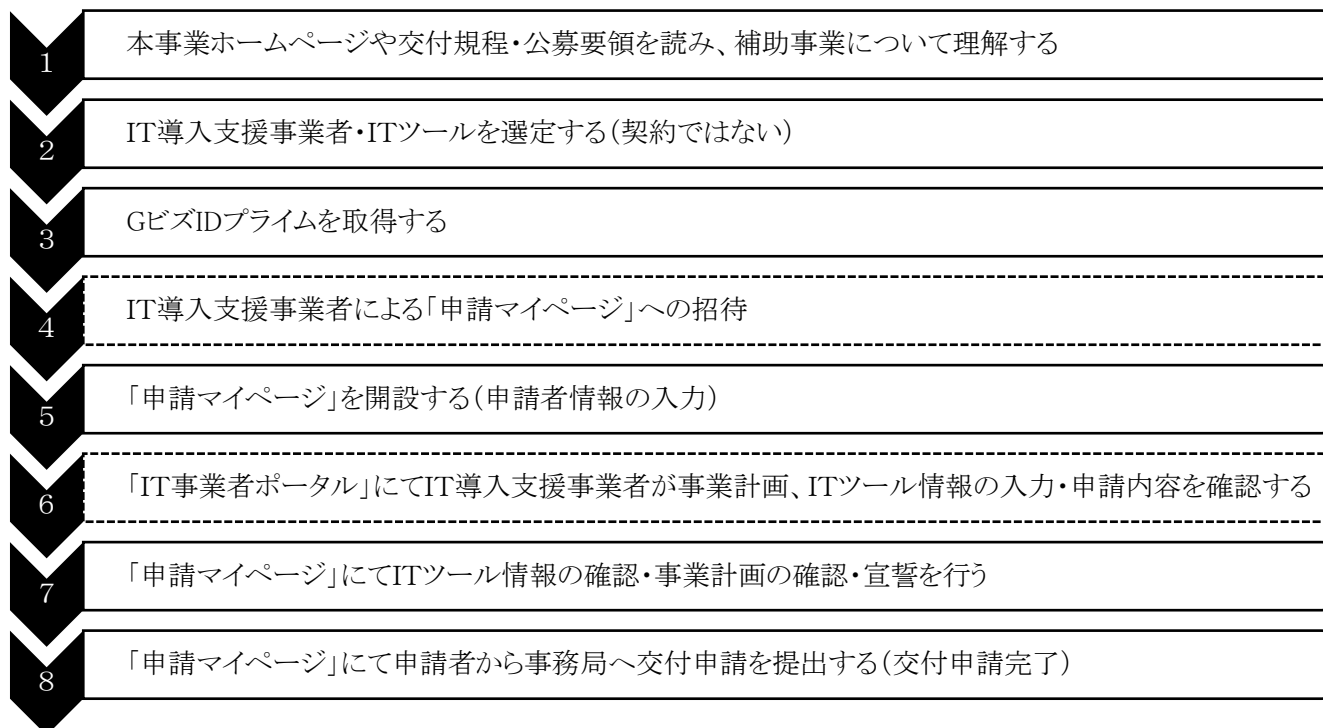 1
本事業ホームページや交付規程・公募要領を読み、補助事業について理解する
2
IT導入支援事業者・ITツールを選定する(契約ではない)
3
GビズIDプライムを取得する
4
IT導入支援事業者による「申請マイページ」への招待
5
「申請マイページ」を開設する(申請者情報の入力)
6
「IT事業者ポータル」にてIT導入支援事業者が事業計画、ITツール情報の入力・申請内容を確認する
7
「申請マイページ」にてITツール情報の確認・事業計画の確認・宣誓を行う
8
「申請マイページ」にて申請者から事務局へ交付申請を提出する(交付申請完了)